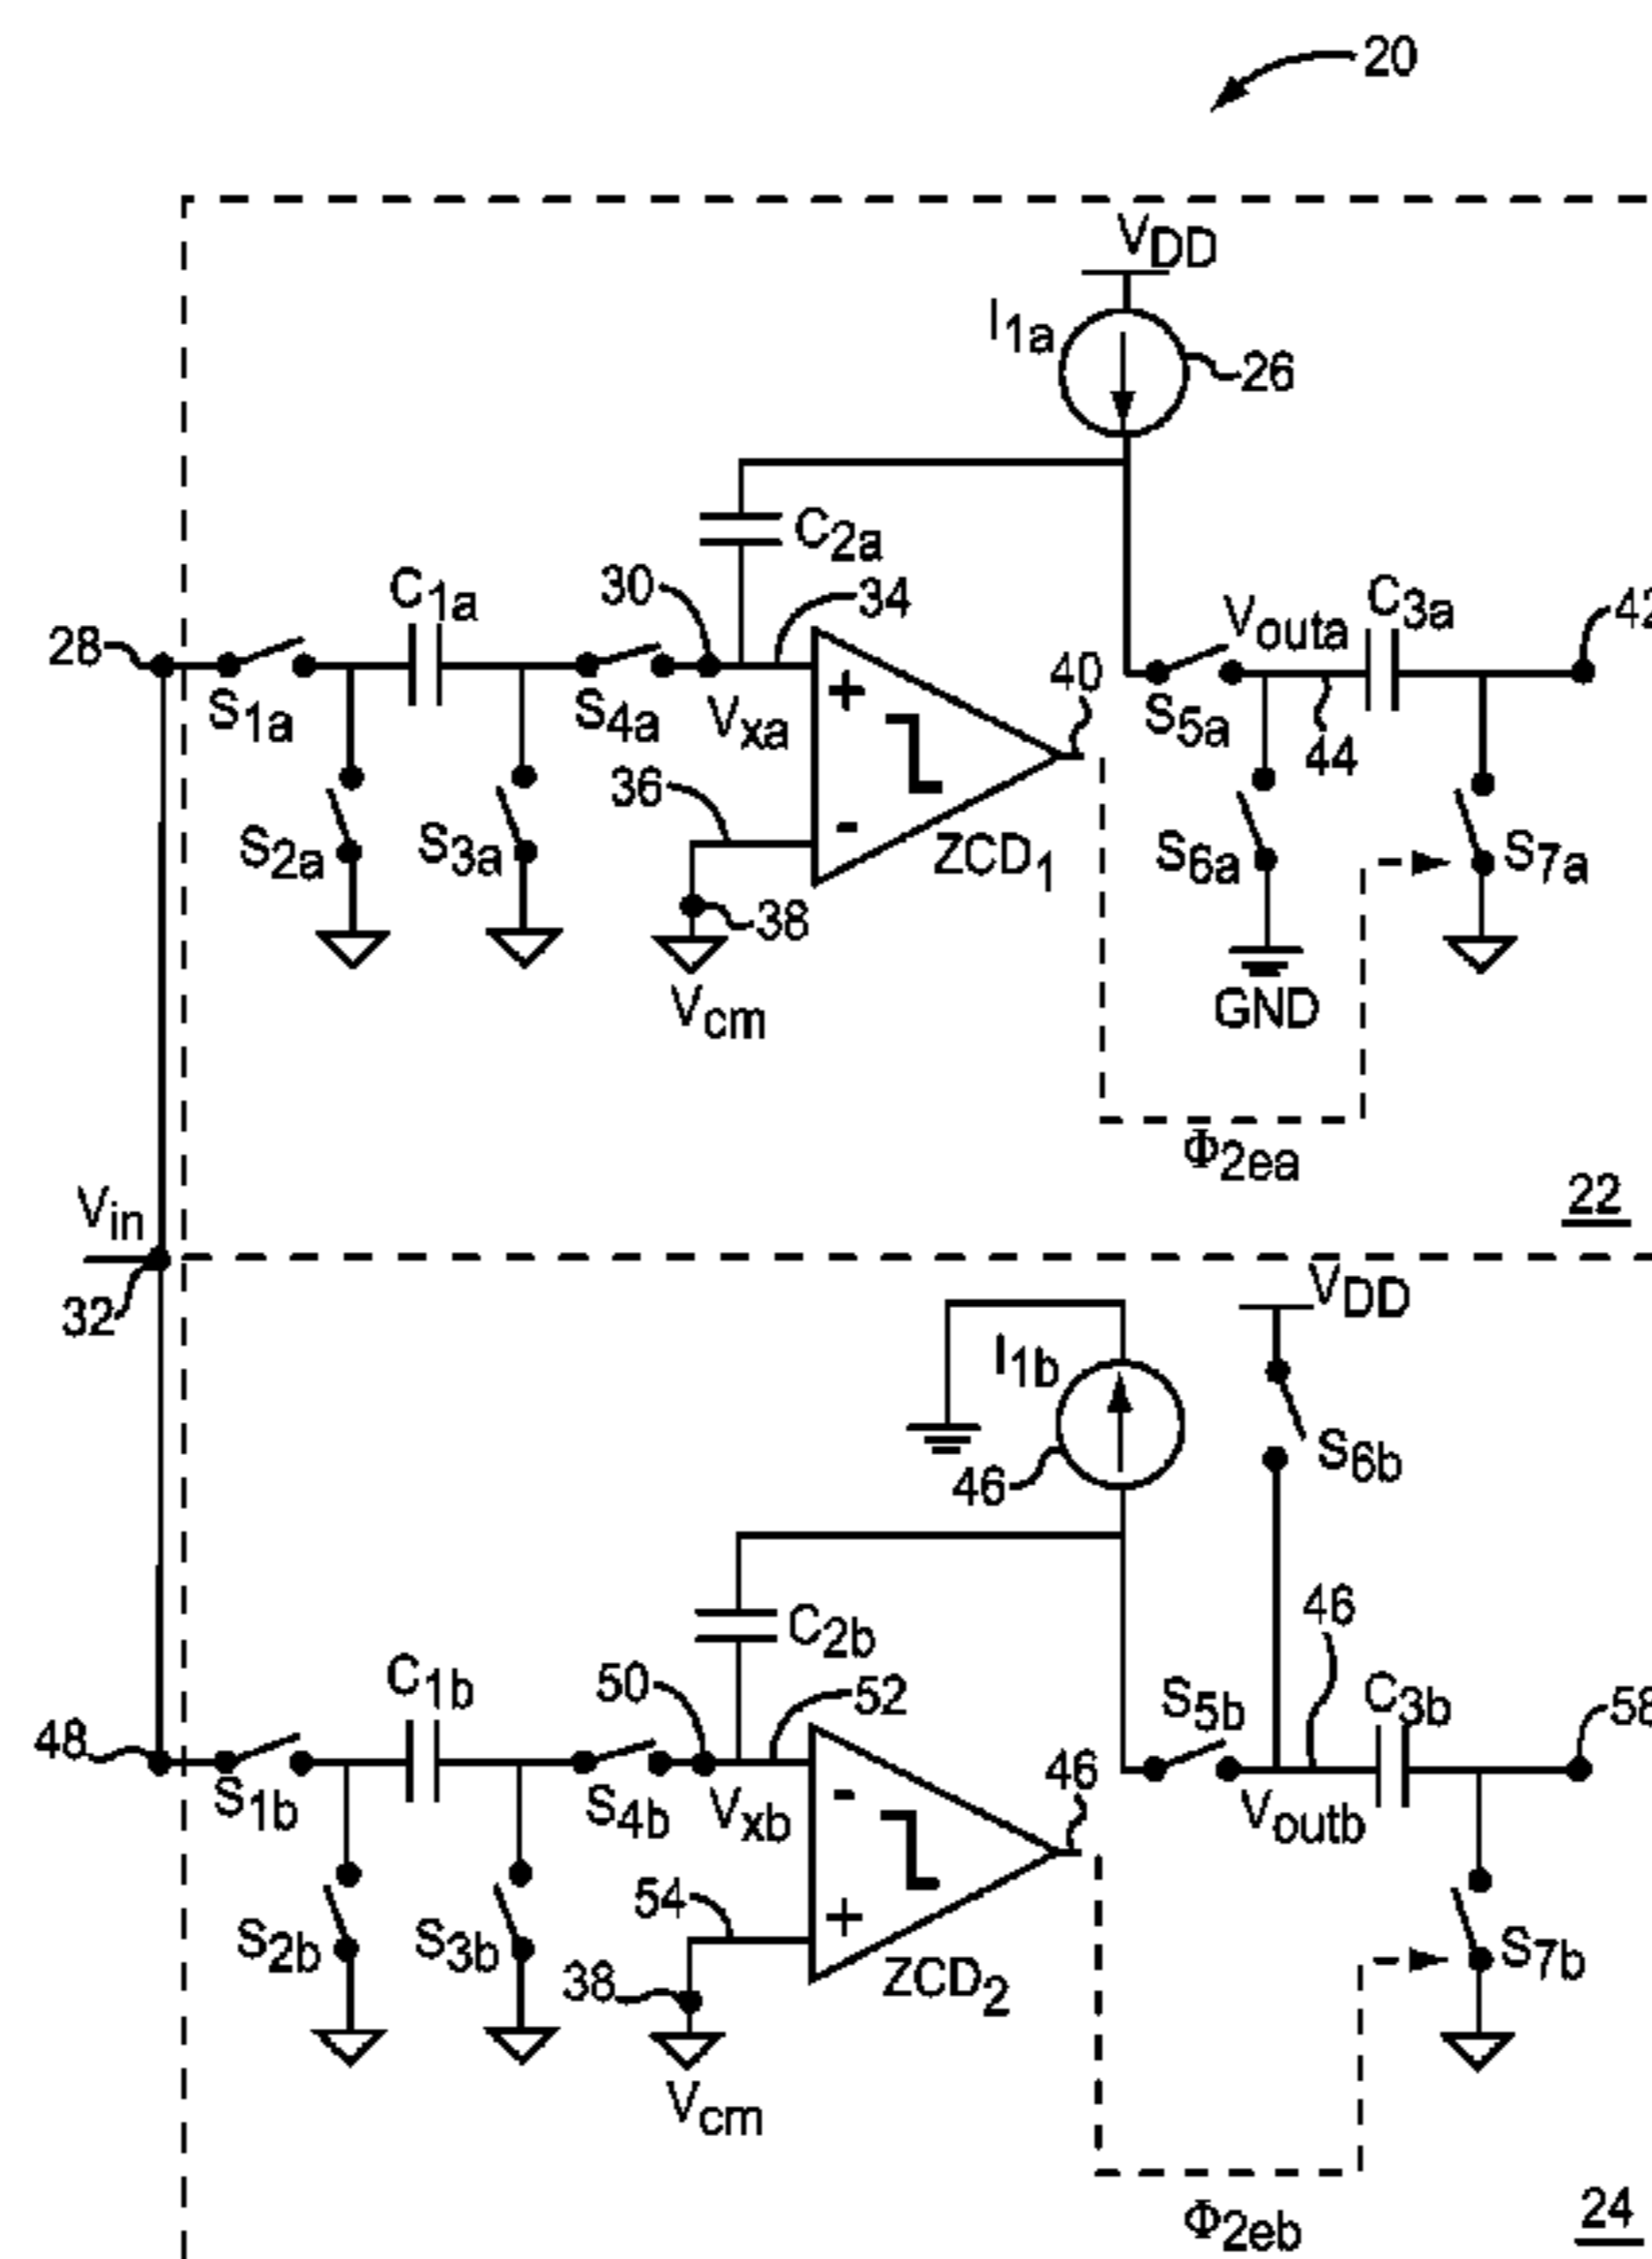 20
VDD
I1a
26
C2a
30
34
C1a
C3a
42
28
Vouta
40
S1a
S4a
Vxa
+
S5a
44
36
S2a
S3a
-
ZCD1
S6a
S7a
38
Vcm
GND
Φ2ea
22
Vin
32
VDD
I1b
S6b
46
C2b
46
50
52
C1b
S5b
C3b
58
48
46
S1b
S4b
Vxb
-
Voutb
54
+
S2b
S3b
ZCD2
S7b
38
Vcm
Φ2eb
24